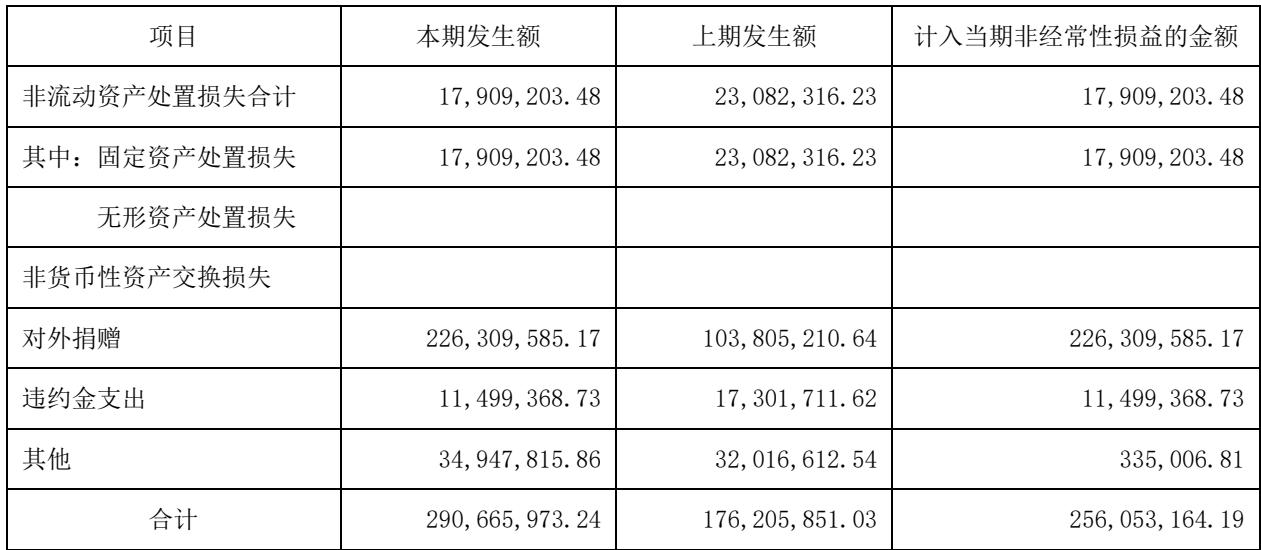 项目 本期发生额 上期发生额 计入当期非经常性损益的金额
非流动资产处置损失合计 17,909,203.48 23,082,316.23 17,909,203.48
其中：固定资产处置损失 17,909,203.48 23,082,316.23 17,909,203.48
无形资产处置损失
非货币性资产交换损失
对外捐赠 226,309,585.17 103,805,210.64 226,309,585.17
违约金支出 11,499,368.73 17,301,711.62 11,499,368.73
其他 34,947,815.86 32,016,612.54 335,006.81
合计 290,665,973.24 176,205,851.03 256,053,164.19